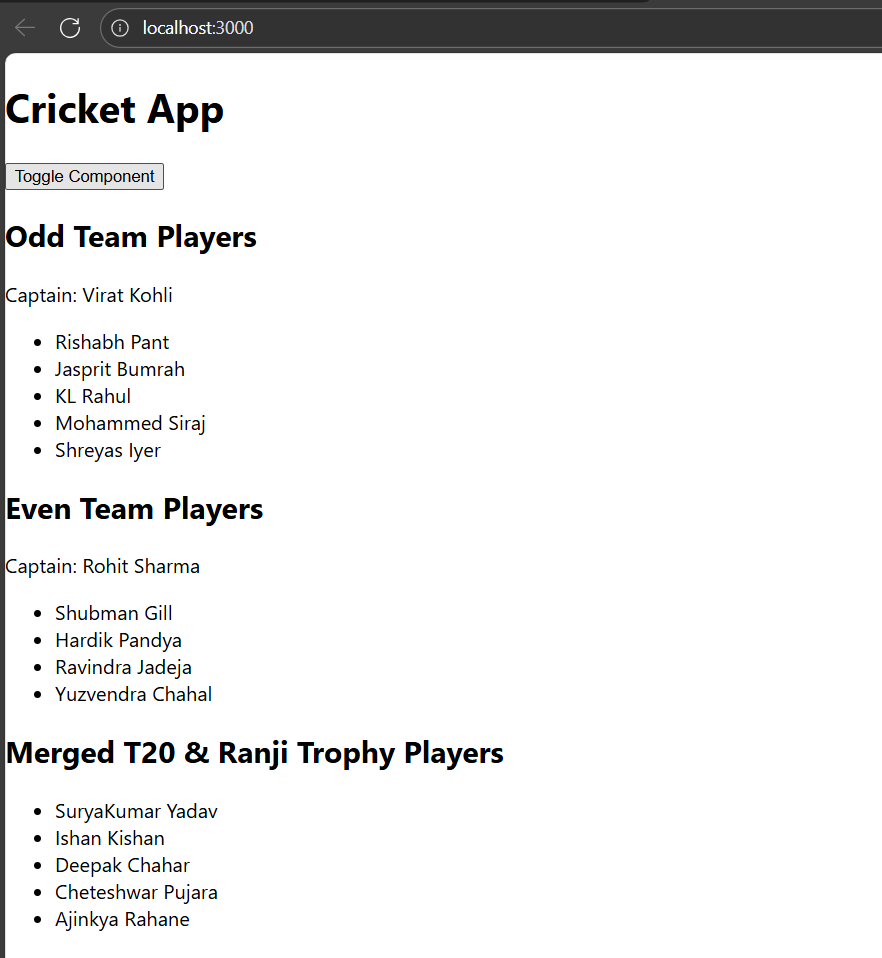 localhost:3000
Cricket App
Toggle Component
Odd Team Players
Captain: Virat Kohli
Rishabh Pant
Jasprit Bumrah
KL Rahul
Mohammed Siraj
Shreyas Iyer
Even Team Players
Captain: Rohit Sharma
Shubman Gill
Hardik Pandya
Ravindra Jadeja
Yuzvendra Chahal
Merged T20 & Ranji Trophy Players
SuryaKumar Yadav
Ishan Kishan
Deepak Chahar
Cheteshwar Pujara
Ajinkya Rahane